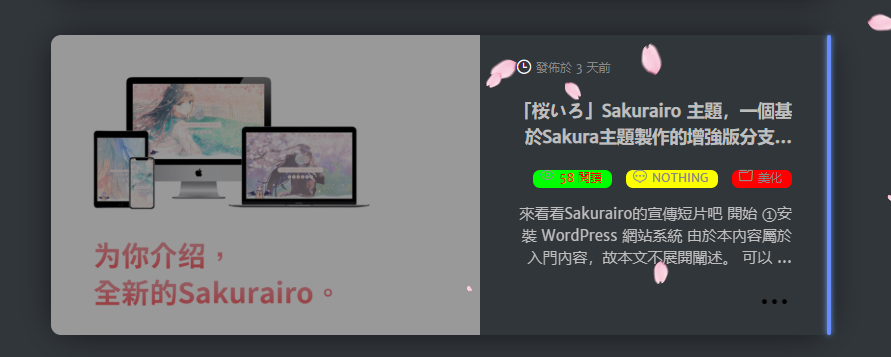 为你介绍，
全新的Sakurairo。
發佈於 3 天前
「桜いろ」Sakurairo 主題，一個基
於Sakura主題製作的增強版分支...
58 閱讀
NOTHING
美化
來看看Sakurairo的宣傳短片吧 開始 ①安
裝 WordPress 網站系統 由於本內容屬於
入門內容，故本文不展開闡述。 可以 ...